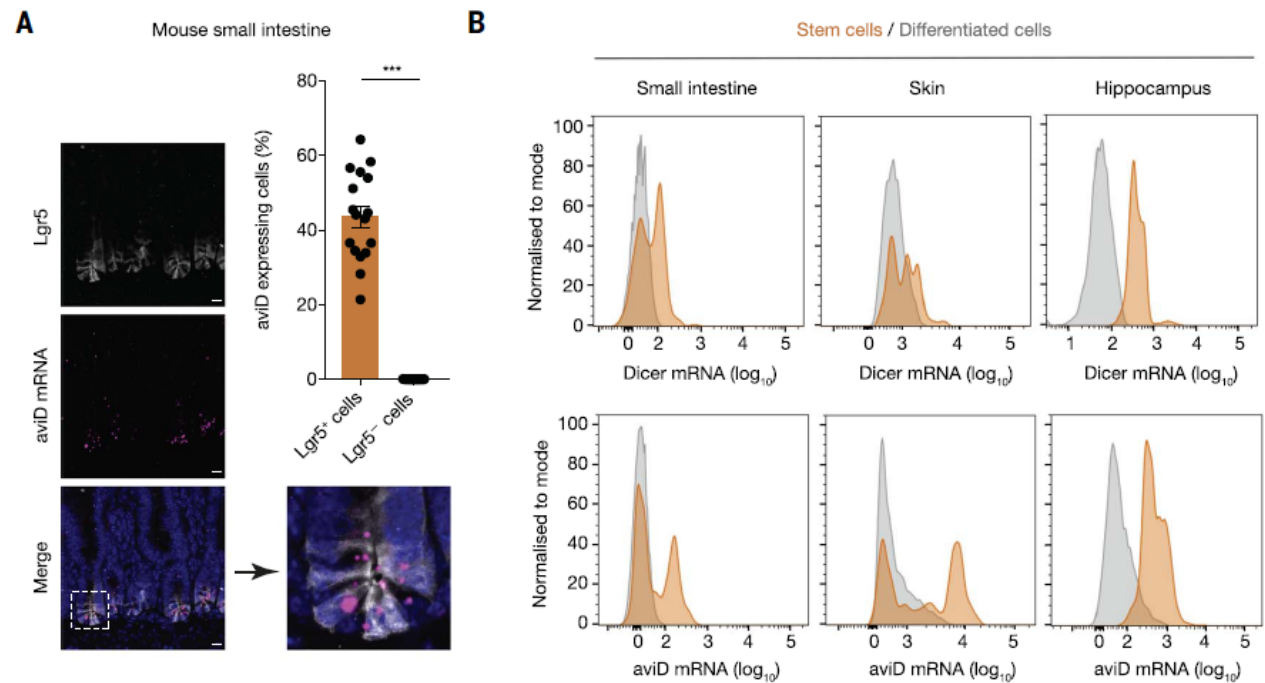 A
Mouse small intestine
Lgr5
aviD mRNA
Merge
aviD expressing cells (%)
80
60
40
20
0
***
Lgr5+ cells
Lgr5− cells
B
Stem cells / Differentiated cells
Small intestine
Skin
Hippocampus
Normalised to mode
100
80
60
40
20
0
0 2 3 4 5
Dicer mRNA (log10)
0 3 4 5
Dicer mRNA (log10)
1 2 3 4 5
Dicer mRNA (log10)
Normalised to mode
100
80
60
40
20
0
0 2 3 4 5
aviD mRNA (log10)
0 3 4 5
aviD mRNA (log10)
0 2 3 4 5
aviD mRNA (log10)